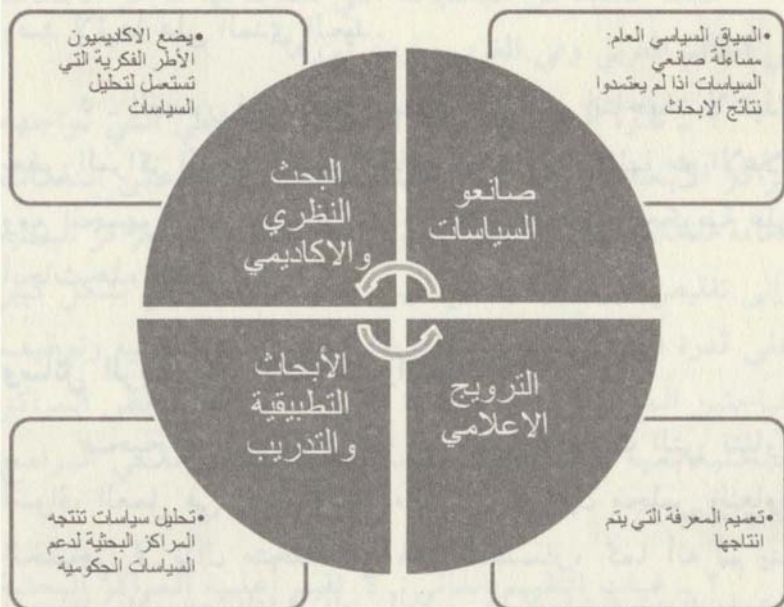 •السياق السياسي العام:
مساءلة صانعي
السياسات اذا لم يعتمدوا
نتائج الابحاث
•يضع الاكاديميون
الأطر الفكرية التي
تستعمل لتحليل
السياسات
صانعو
السياسات
البحث
النظري
والاكاديمي
الترويج
الاعلامي
الأبحاث
التطبيقية
والتدريب
•تعميم المعرفة التي يتم
انتاجها
•تحليل سياسات تنتجه
المراكز البحثية لدعم
السياسات الحكومية